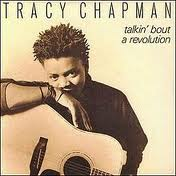 TRACY CHAPMAN
talkin' bout
a revolution